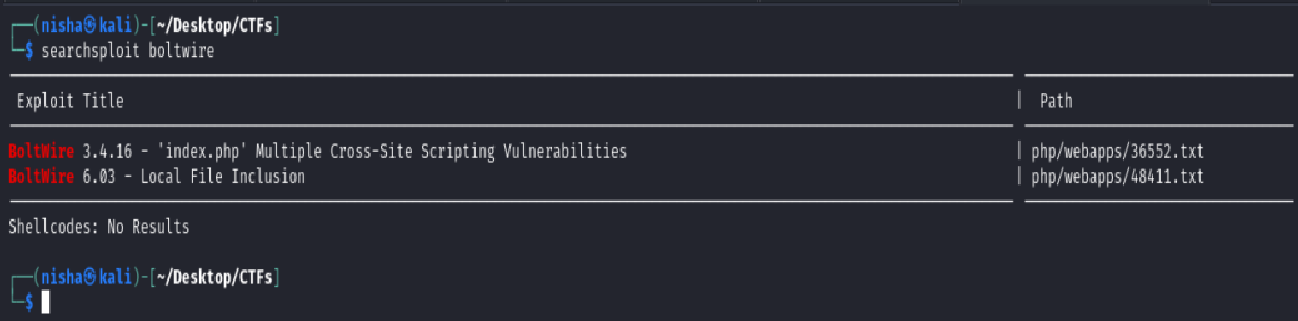 (nisha㉿kali)-[~/Desktop/CTFs]
$ searchsploit boltwire
Exploit Title | Path
BoltWire 3.4.16 - 'index.php' Multiple Cross-Site Scripting Vulnerabilities | php/webapps/36552.txt
BoltWire 6.03 - Local File Inclusion | php/webapps/48411.txt
Shellcodes: No Results
(nisha㉿kali)-[~/Desktop/CTFs]
$